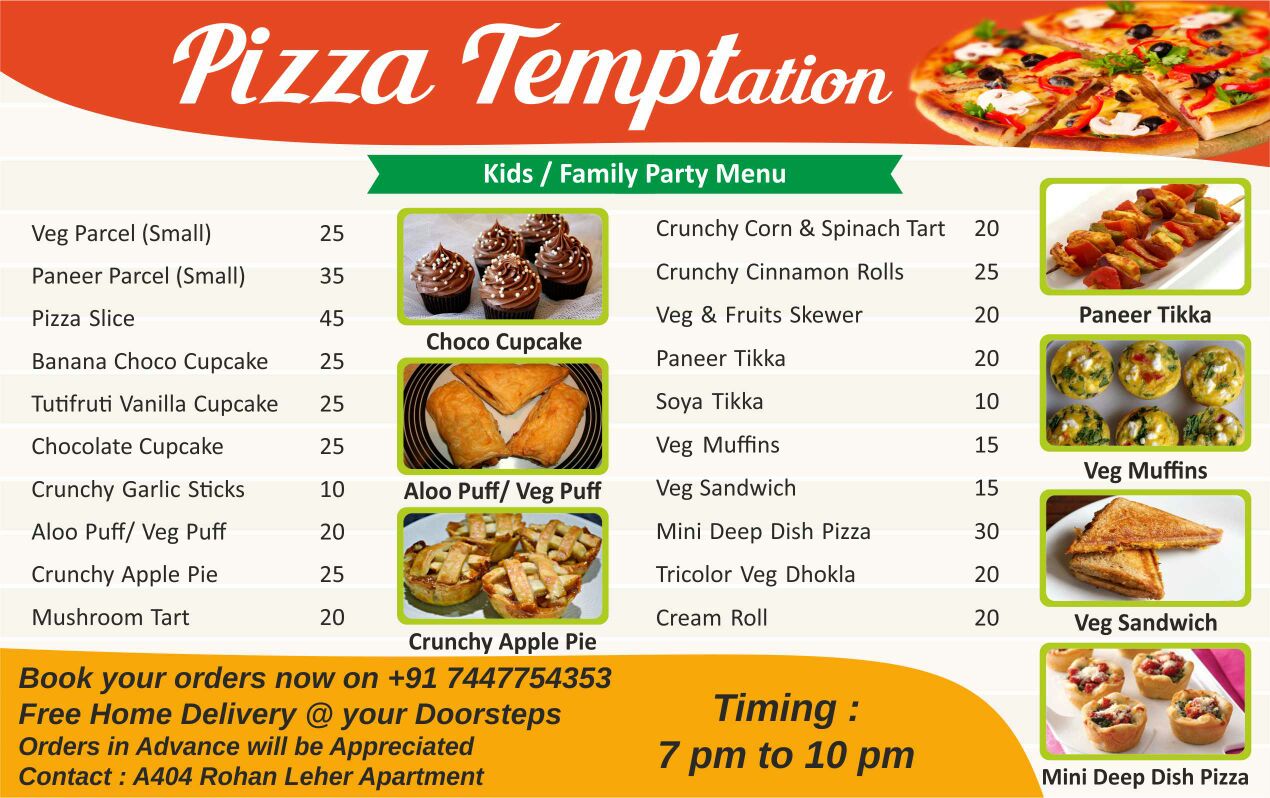 Pizza Temptation
Kids / Family Party Menu
Veg Parcel (Small) 25
Paneer Parcel (Small) 35
Pizza Slice 45
Banana Choco Cupcake 25
Tutifruti Vanilla Cupcake 25
Chocolate Cupcake 25
Crunchy Garlic Sticks 10
Aloo Puff/ Veg Puff 20
Crunchy Apple Pie 25
Mushroom Tart 20
Choco Cupcake
Aloo Puff/ Veg Puff
Crunchy Apple Pie
Crunchy Corn & Spinach Tart 20
Crunchy Cinnamon Rolls 25
Veg & Fruits Skewer 20
Paneer Tikka 20
Soya Tikka 10
Veg Muffins 15
Veg Sandwich 15
Mini Deep Dish Pizza 30
Tricolor Veg Dhokla 20
Cream Roll 20
Paneer Tikka
Veg Muffins
Veg Sandwich
Mini Deep Dish Pizza
Book your orders now on +91 7447754353
Free Home Delivery @ your Doorsteps
Orders in Advance will be Appreciated
Contact : A404 Rohan Leher Apartment
Timing :
7 pm to 10 pm